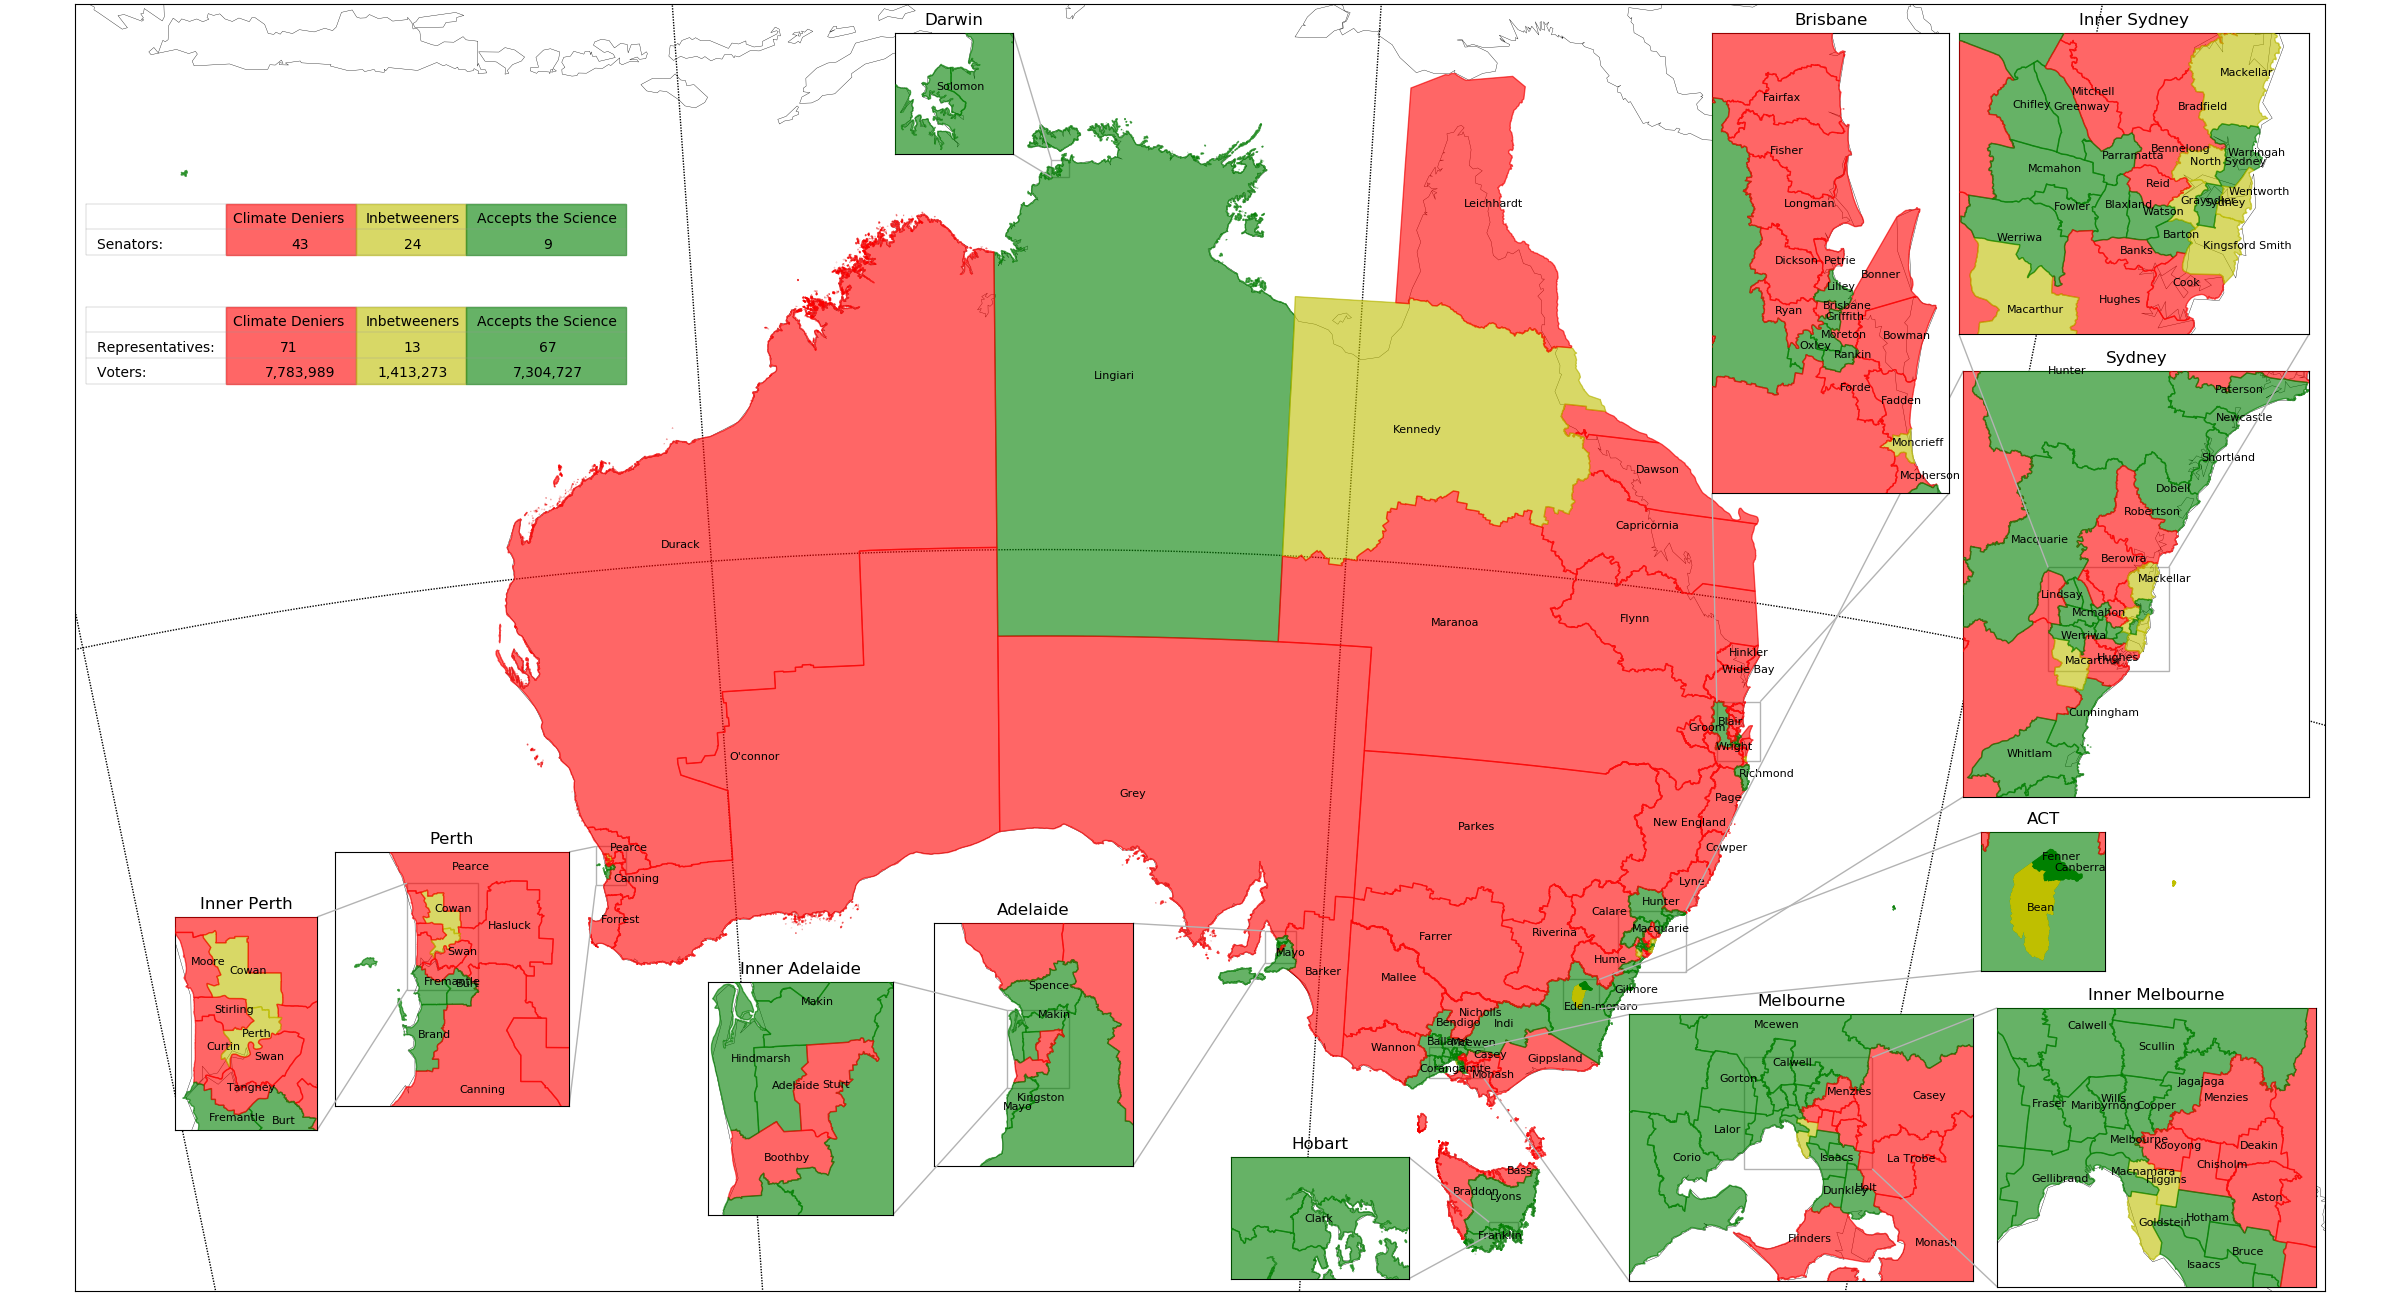 Darwin
Solomon
Brisbane
Fairfax
Fisher
Longman
Dickson
Petrie
Bonner
Lilley
Brisbane
Griffith
Ryan
Moreton
Bowman
Oxley
Rankin
Forde
Fadden
Moncrieff
Mcpherson
Inner Sydney
Mackellar
Mitchell
Chifley
Greenway
Bradfield
Bennelong
Parramatta
Warringah
North Sydney
Mcmahon
Reid
Wentworth
Grayndler
Sydney
Fowler
Blaxland
Watson
Werriwa
Barton
Kingsford Smith
Banks
Cook
Hughes
Macarthur
Climate Deniers Inbetweeners Accepts the Science
Senators: 43 24 9
Climate Deniers Inbetweeners Accepts the Science
Representatives: 71 13 67
Voters: 7,783,989 1,413,273 7,304,727
Sydney
Hunter
Paterson
Newcastle
Shortland
Dobell
Robertson
Macquarie
Berowra
Mackellar
Lindsay
Mcmahon
Werriwa
Hughes
Macarthur
Cunningham
Whitlam
Leichhardt
Lingiari
Kennedy
Dawson
Capricornia
Durack
Maranoa
Flynn
Hinkler
Wide Bay
Blair
Groom
Wright
O'connor
Richmond
Grey
Page
Parkes
New England
Cowper
Pearce
Canning
Lyne
Forrest
Hunter
Calare
Macquarie
Farrer
Riverina
Mayo
Barker
Hume
Mallee
Gilmore
Eden-monaro
Nicholls
Bendigo
Indi
Ballarat
Mcewen
Wannon
Casey
Gippsland
Corangamite
Monash
Bass
Braddon
Lyons
Franklin
ACT
Fenner
Canberra
Bean
Perth
Pearce
Cowan
Hasluck
Swan
Fremantle
Burt
Brand
Canning
Inner Perth
Moore
Cowan
Stirling
Perth
Curtin
Swan
Tangney
Fremantle
Burt
Adelaide
Spence
Makin
Kingston
Mayo
Inner Adelaide
Makin
Hindmarsh
Adelaide
Sturt
Boothby
Hobart
Clark
Melbourne
Mcewen
Calwell
Gorton
Menzies
Casey
Lalor
Corio
Isaacs
La Trobe
Dunkley
Holt
Flinders
Monash
Inner Melbourne
Calwell
Scullin
Jagajaga
Fraser
Wills
Maribyrnong
Cooper
Menzies
Melbourne
Kooyong
Deakin
Chisholm
Macnamara
Gellibrand
Higgins
Aston
Goldstein
Hotham
Bruce
Isaacs